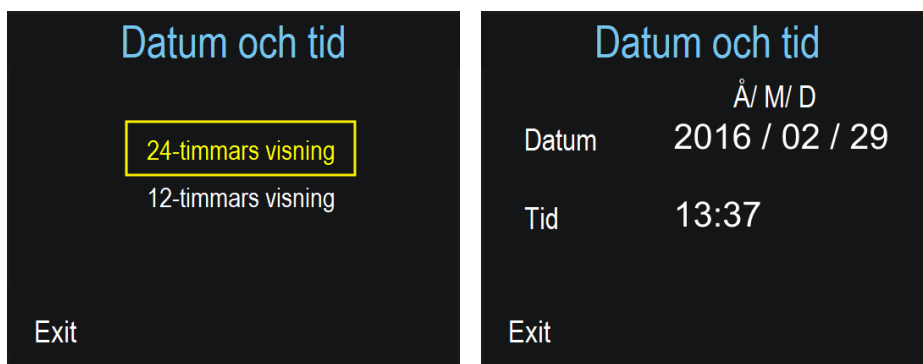 Datum och tid
24-timmars visning
12-timmars visning
Exit
Datum och tid
Å/ M/ D
Datum 2016 / 02 / 29
Tid 13:37
Exit